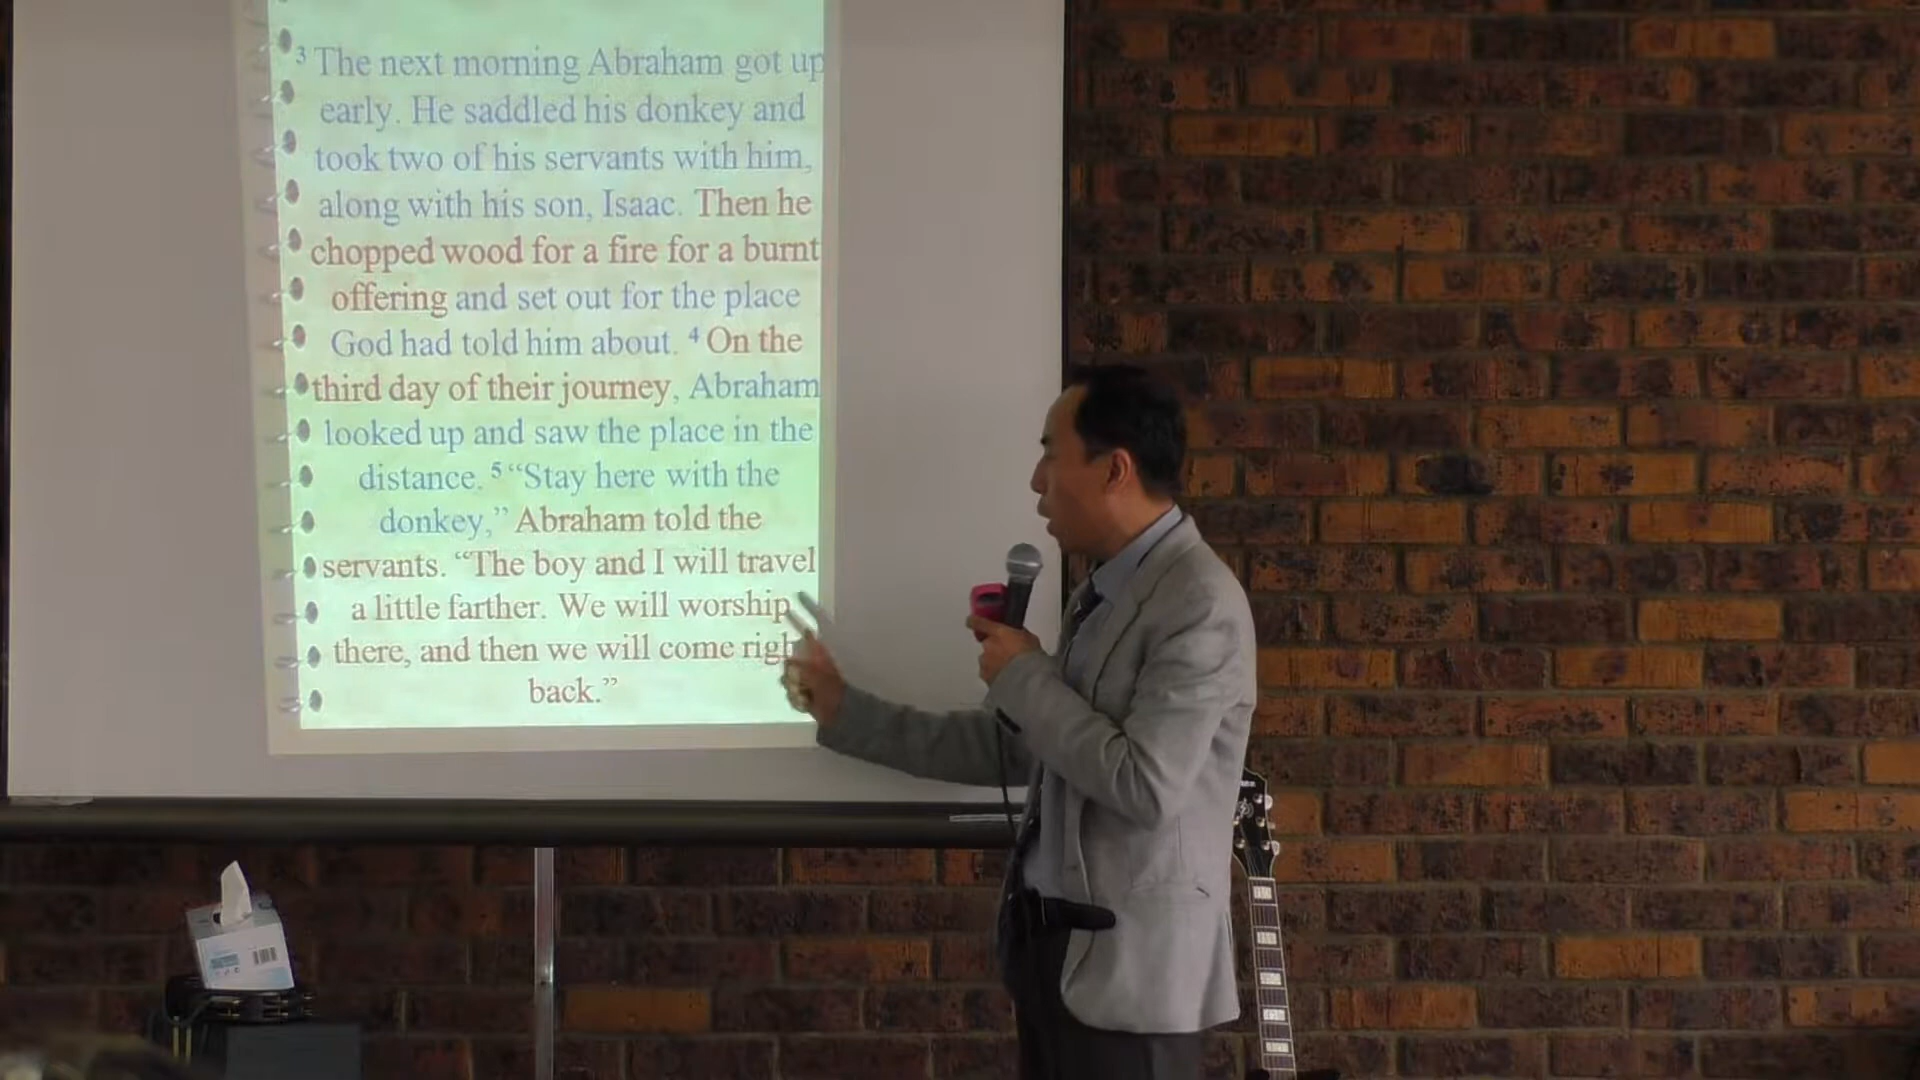 3 The next morning Abraham got up
early. He saddled his donkey and
took two of his servants with him,
along with his son, Isaac. Then he
chopped wood for a fire for a burnt
offering and set out for the place
God had told him about. 4 On the
third day of their journey, Abraham
looked up and saw the place in the
distance. 5 “Stay here with the
donkey,” Abraham told the
servants. “The boy and I will travel
a little farther. We will worship
there, and then we will come righ
back.”